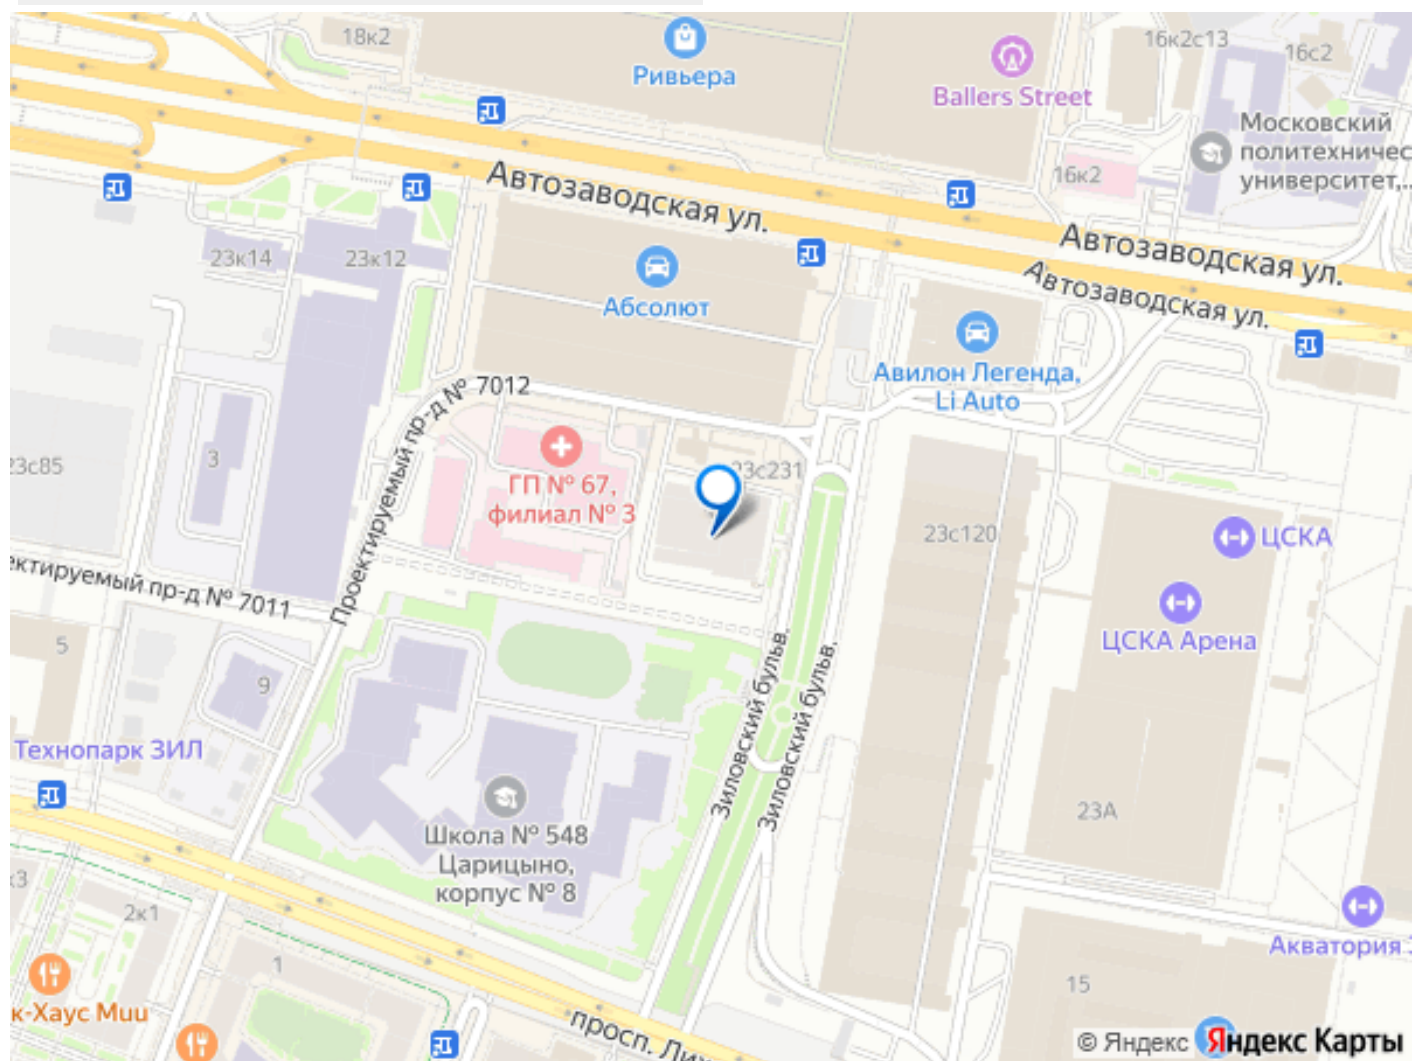 18к2
Ривьера
Ballers Street
16к2с13
16с2
Московский
политехничес
университет,..
16к2
Автозаводская ул.
Автозаводская ул.
Автозаводская ул.
23к14
23к12
Абсолют
Авилон Легенда,
Li Auto
Проектируемый пр-д № 7012
3
23с85
ГП № 67,
филиал № 3
23с231
23с120
ЦСКА
ЦСКА Арена
ектируемый пр-д № 7011
5
9
Технопарк ЗИЛ
Зиловский бульв.
Зиловский бульв.
Школа № 548
Царицыно,
корпус № 8
23А
к3
2к1
1
к-Хаус Muu
Акватория З
15
просп. Лих
© Яндекс
Яндекс Карты